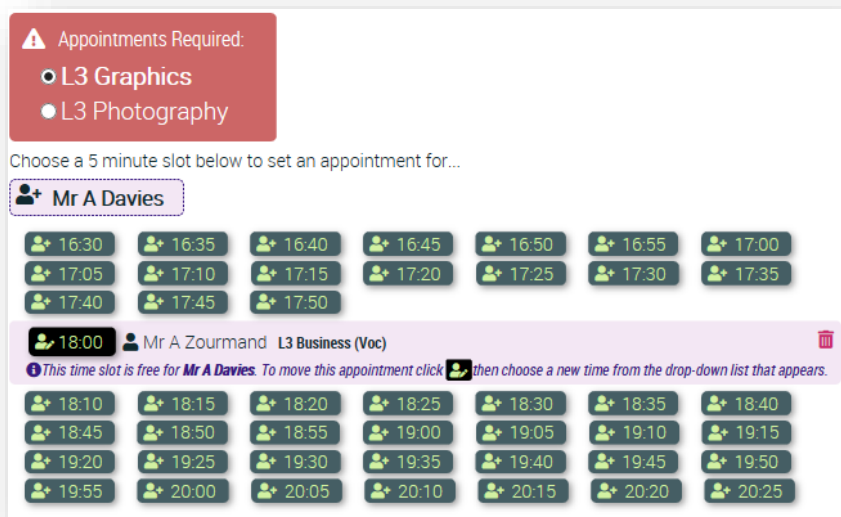 Appointments Required:
L3 Graphics
L3 Photography
Choose a 5 minute slot below to set an appointment for...
Mr A Davies
16:30 16:35 16:40 16:45 16:50 16:55 17:00
17:05 17:10 17:15 17:20 17:25 17:30 17:35
17:40 17:45 17:50
18:00 Mr A Zourmand L3 Business (Voc)
This time slot is free for Mr A Davies. To move this appointment click then choose a new time from the drop-down list that appears.
18:10 18:15 18:20 18:25 18:30 18:35 18:40
18:45 18:50 18:55 19:00 19:05 19:10 19:15
19:20 19:25 19:30 19:35 19:40 19:45 19:50
19:55 20:00 20:05 20:10 20:15 20:20 20:25